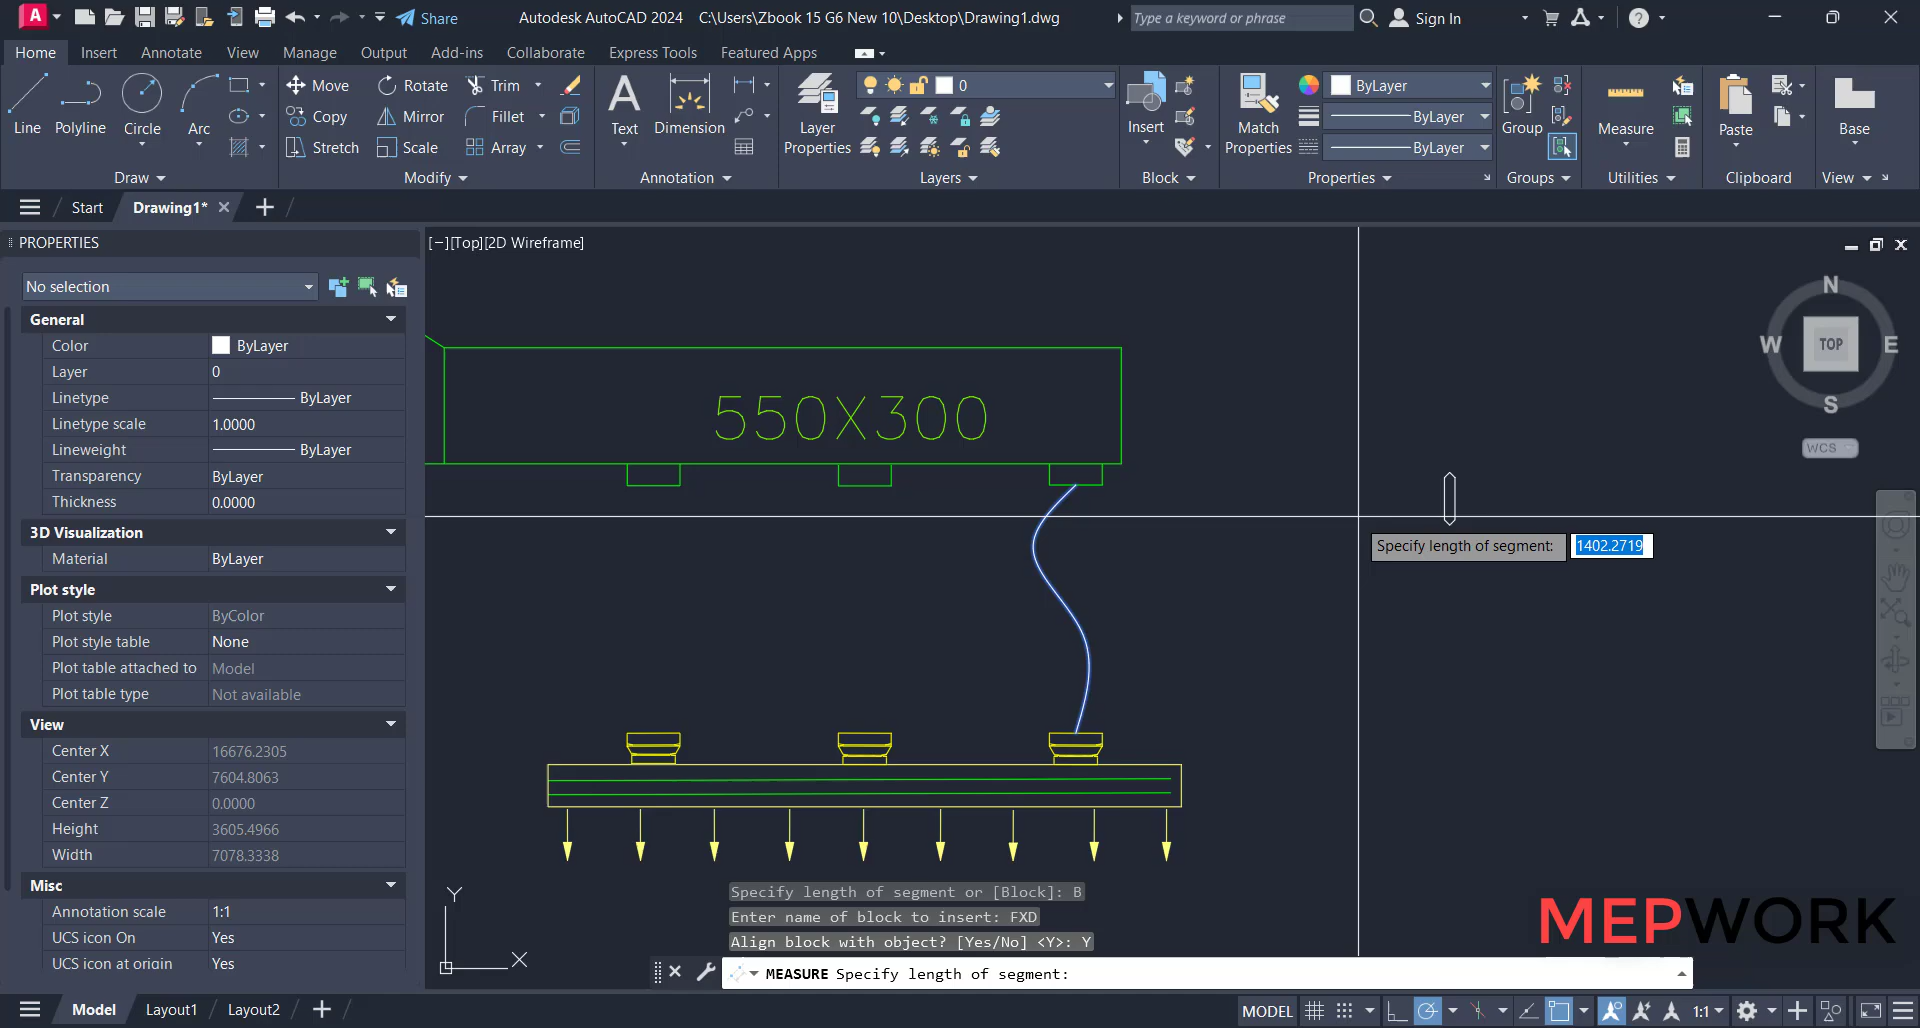 A Share Autodesk AutoCAD 2024 C:\Users\Zbook 15 G6 New 10\Desktop\Drawing1.dwg Type a keyword or phrase Sign In
Home Insert Annotate View Manage Output Add-ins Collaborate Express Tools Featured Apps
Line Polyline Circle Arc
Draw
Move Rotate Trim
Copy Mirror Fillet
Stretch Scale Array
Modify
Text Dimension
Annotation
Layer Properties
0
Layers
Insert
Block
Match Properties
ByLayer
ByLayer
ByLayer
Properties
Group
Groups
Measure
Utilities
Paste
Clipboard
Base
View
Start Drawing1*
PROPERTIES
No selection
General
Color ByLayer
Layer 0
Linetype ByLayer
Linetype scale 1.0000
Lineweight ByLayer
Transparency ByLayer
Thickness 0.0000
3D Visualization
Material ByLayer
Plot style
Plot style ByColor
Plot style table None
Plot table attached to Model
Plot table type Not available
View
Center X 16676.2305
Center Y 7604.8063
Center Z 0.0000
Height 3605.4966
Width 7078.3338
Misc
Annotation scale 1:1
UCS icon On Yes
UCS icon at origin Yes
[−][Top][2D Wireframe]
550X300
N
W TOP E
S
WCS
Specify length of segment: 1402.2719
Y
X
Specify length of segment or [Block]: B
Enter name of block to insert: FXD
Align block with object? [Yes/No] <Y>: Y
MEASURE Specify length of segment:
MEPWORK
Model Layout1 Layout2
MODEL 1:1